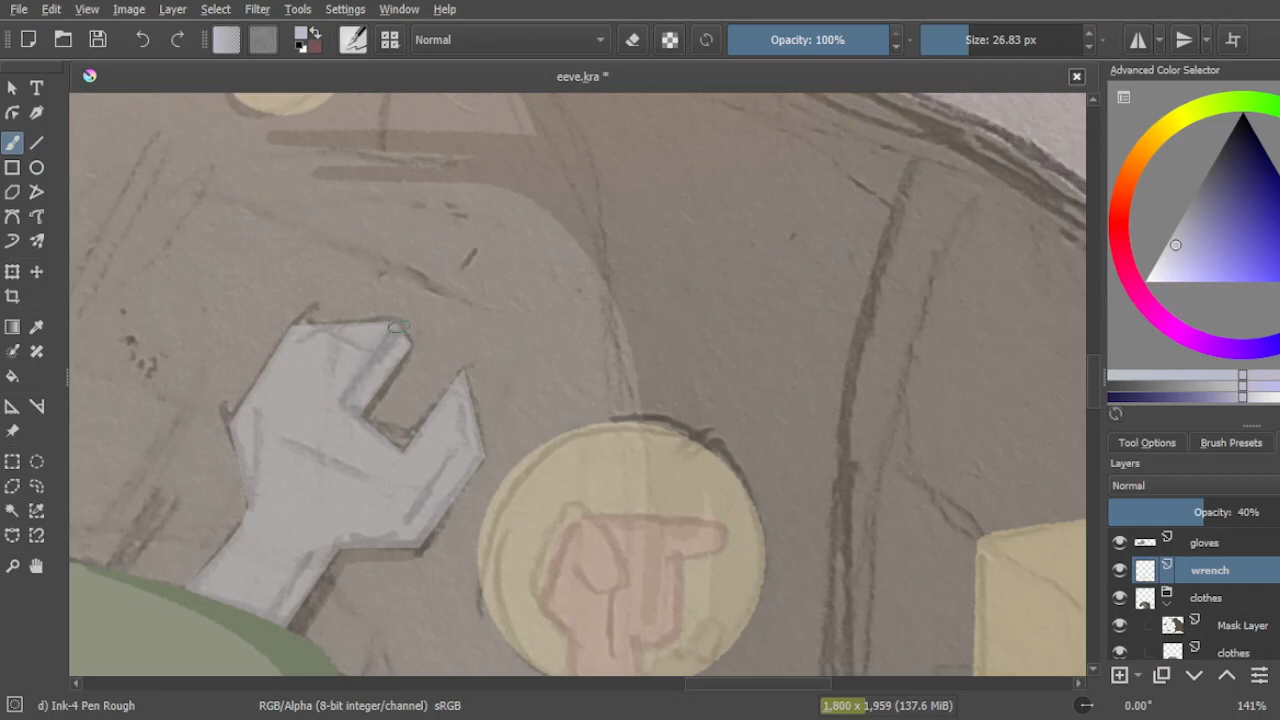 File Edit View Image Layer Select Filter Tools Settings Window Help
Normal Opacity: 100% Size: 26.83 px
eeve.kra *
Advanced Color Selector
Tool Options Brush Presets
Layers
Normal
Opacity: 40%
gloves
wrench
clothes
Mask Layer
clothes
d) Ink-4 Pen Rough RGB/Alpha (8-bit integer/channel) sRGB 1,800 x 1,959 (137.6 MiB) 0.00° 141%